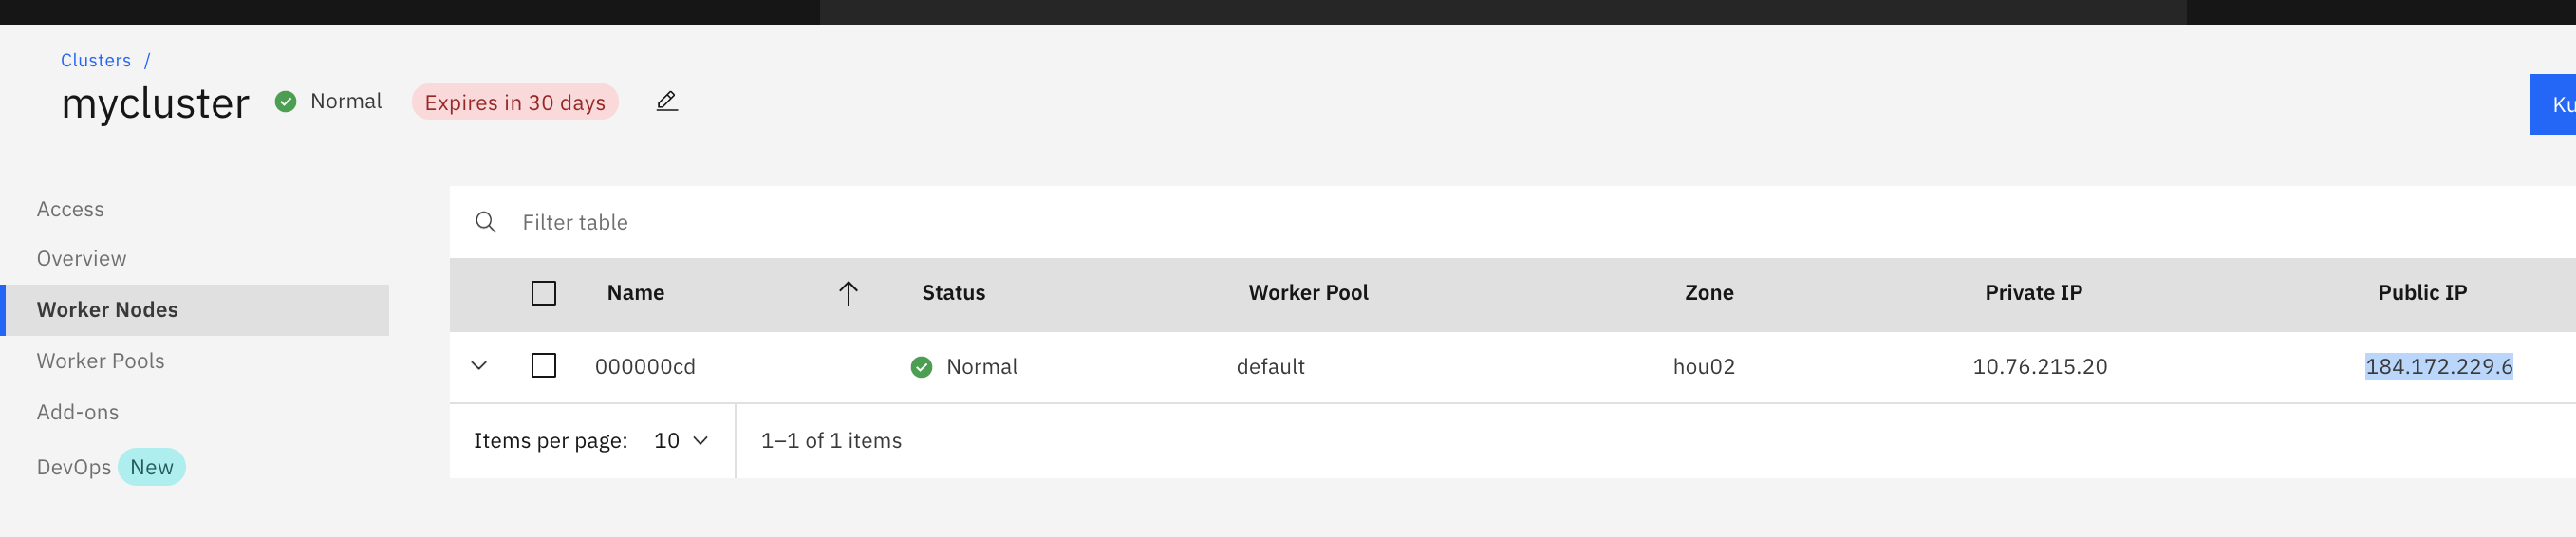 Clusters /
mycluster Normal Expires in 30 days
Access
Overview
Worker Nodes
Worker Pools
Add-ons
DevOps New
Filter table
Name Status Worker Pool Zone Private IP Public IP
000000cd Normal default hou02 10.76.215.20 184.172.229.6
Items per page: 10 1–1 of 1 items